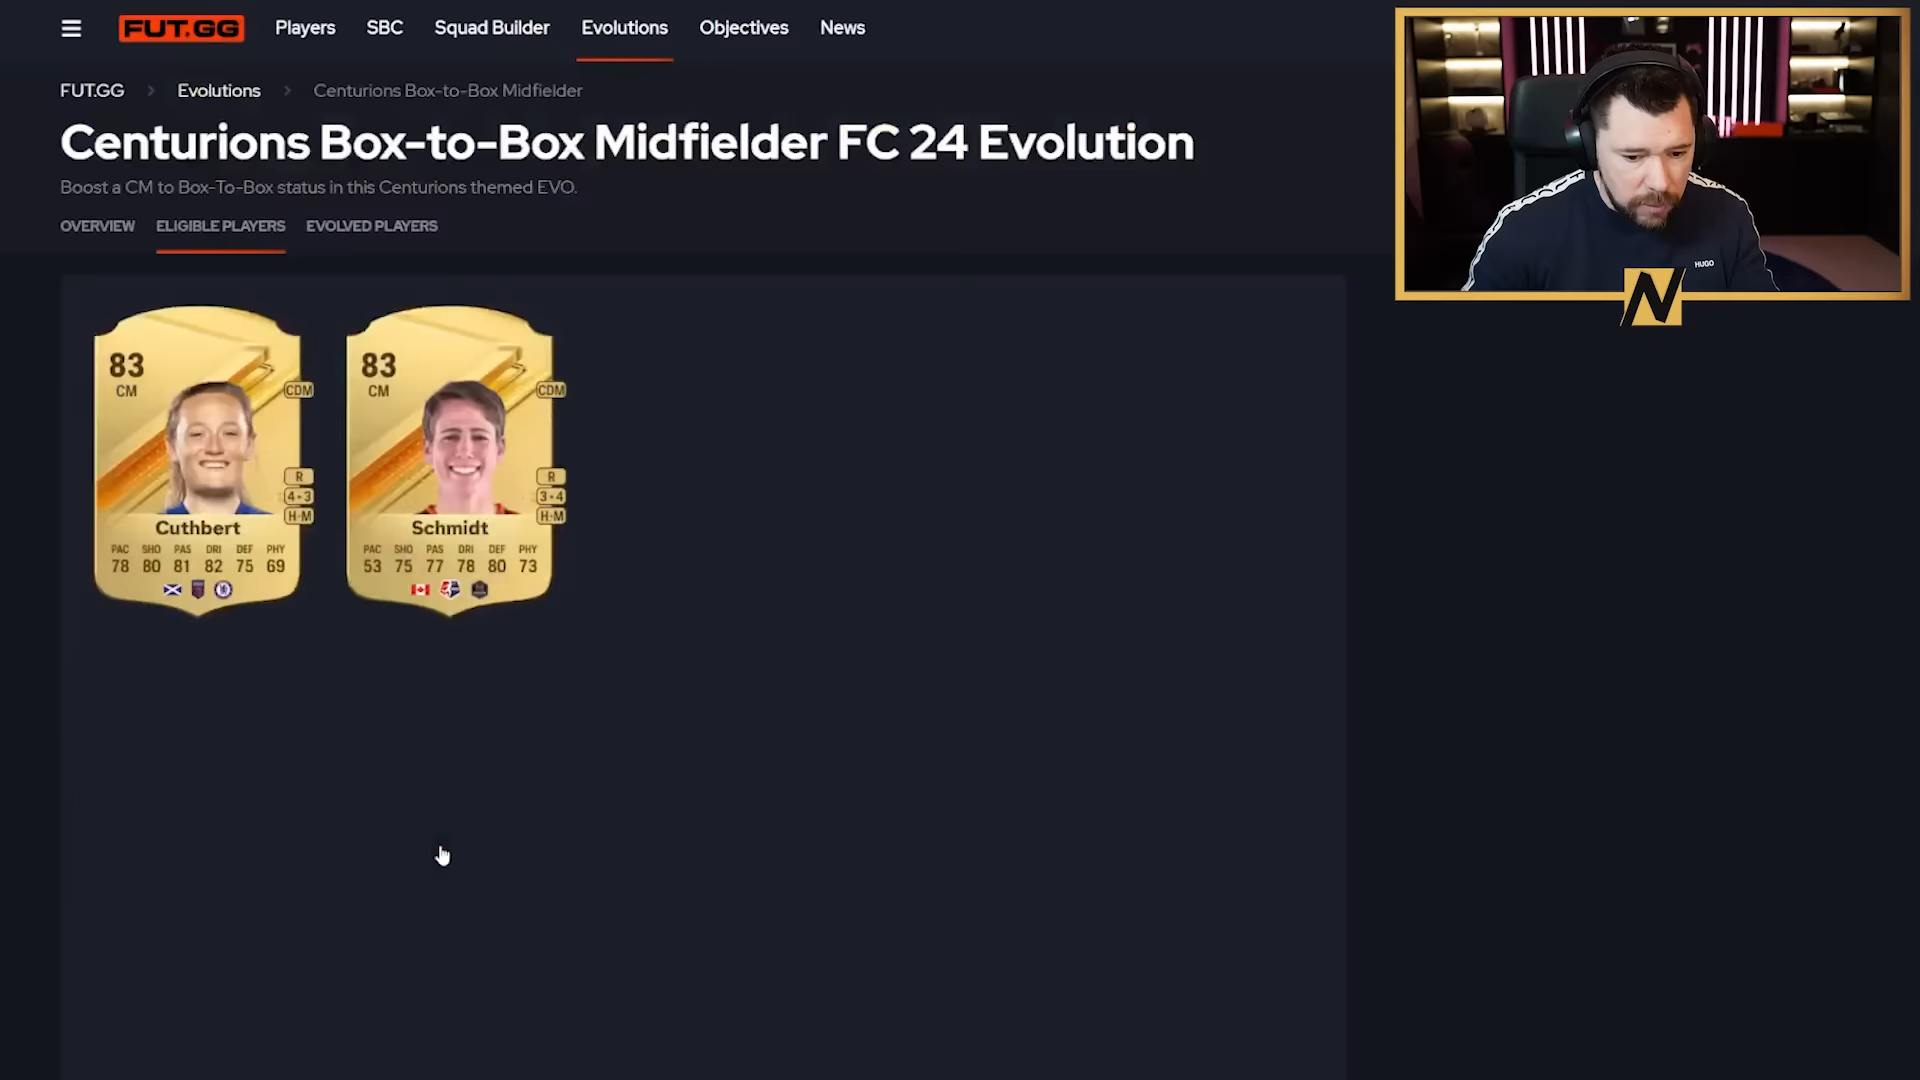 FUT.GG Players SBC Squad Builder Evolutions Objectives News
FUT.GG Evolutions Centurions Box-to-Box Midfielder
Centurions Box-to-Box Midfielder FC 24 Evolution
Boost a CM to Box-To-Box status in this Centurions themed EVO.
OVERVIEW ELIGIBLE PLAYERS EVOLVED PLAYERS
83
CM
CDM
R
4-3
H-M
Cuthbert
PAC SHO PAS DRI DEF PHY
78 80 81 82 75 69
83
CM
CDM
R
3-4
H-M
Schmidt
PAC SHO PAS DRI DEF PHY
53 75 77 78 80 73
HUGO
N